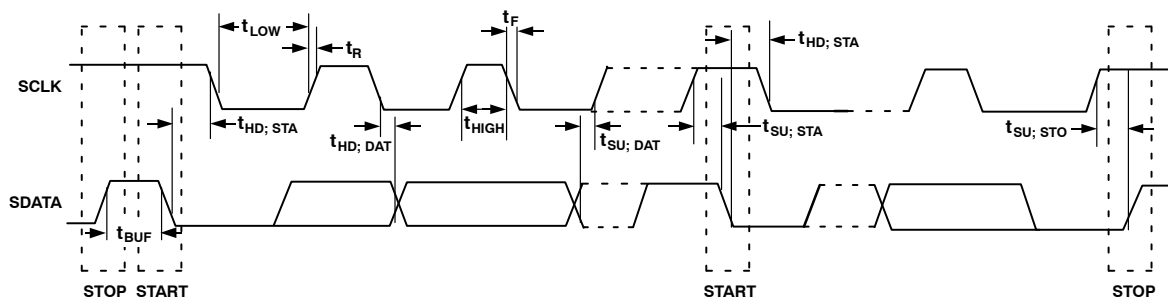 tLOW
tF
tR
tHD; STA
SCLK
tHD; STA
tHD; DAT
tHIGH
tSU; DAT
tSU; STA
tSU; STO
SDATA
tBUF
STOP START START STOP